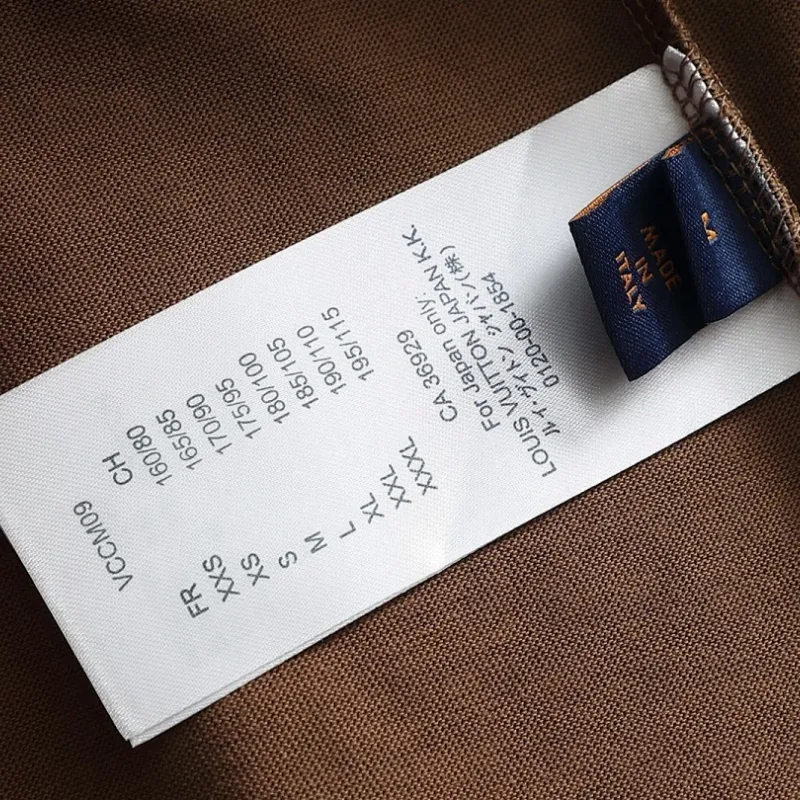 VCCM09
FR CH
XXS 160/80
XS 165/85
S 170/90
M 175/95
L 180/100
XL 185/105
XXL 190/110
XXXL 195/115
CA 36929
For Japan only:
LOUIS VUITTON JAPAN K.K.
ルイ・ヴイトン ジャパン(株)
0120-00-1854
MADE
IN
ITALY
M